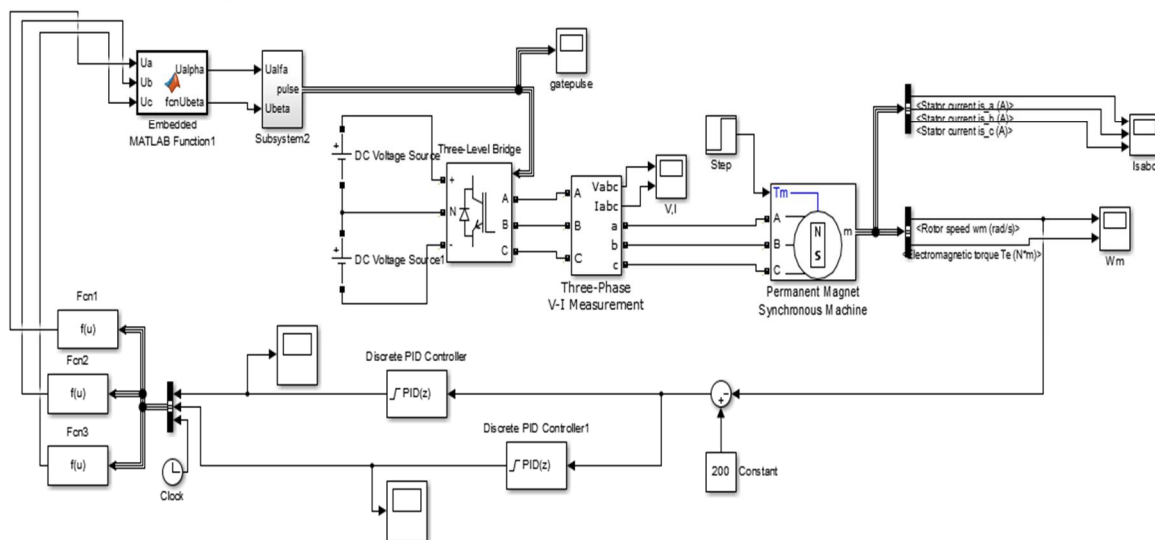 Ua
Ub
Uc
Ualpha
fcnUbeta
Embedded
MATLAB Function1
Ualfa
pulse
Ubeta
Subsystem2
gatepulse
+
DC Voltage Source
+
DC Voltage Source1
Three-Level Bridge
+
N
-
A
B
C
A
B
C
Vabc
Iabc
a
b
c
Three-Phase
V-I Measurement
V,I
Step
Tm
A
B
C
N
S
m
Permanent Magnet
Synchronous Machine
<Stator current is_a (A)>
<Stator current is_b (A)>
<Stator current is_c (A)>
Isabc
<Rotor speed wm (rad/s)>
<Electromagnetic torque Te (N*m)>
Wm
Fcn1
f(u)
Fcn2
f(u)
Fcn3
f(u)
Clock
Discrete PID Controller
PID(z)
Discrete PID Controller1
PID(z)
+
-
200
Constant